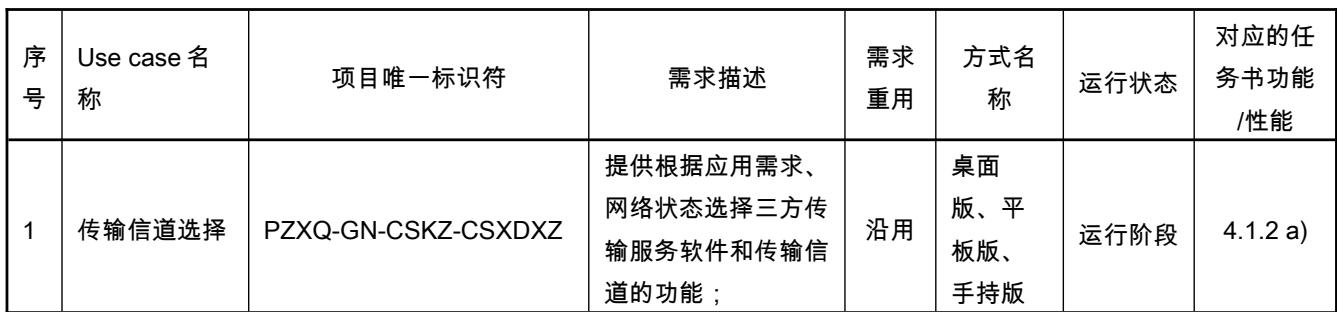 序
号
Use case 名
称
项目唯一标识符
需求描述
需求
重用
方式名
称
运行状态
对应的任
务书功能
/性能
1
传输信道选择
PZXQ-GN-CSKZ-CSXDXZ
提供根据应用需求、
网络状态选择三方传
输服务软件和传输信
道的功能；
沿用
桌面
版、平
板版、
手持版
运行阶段
4.1.2 a)